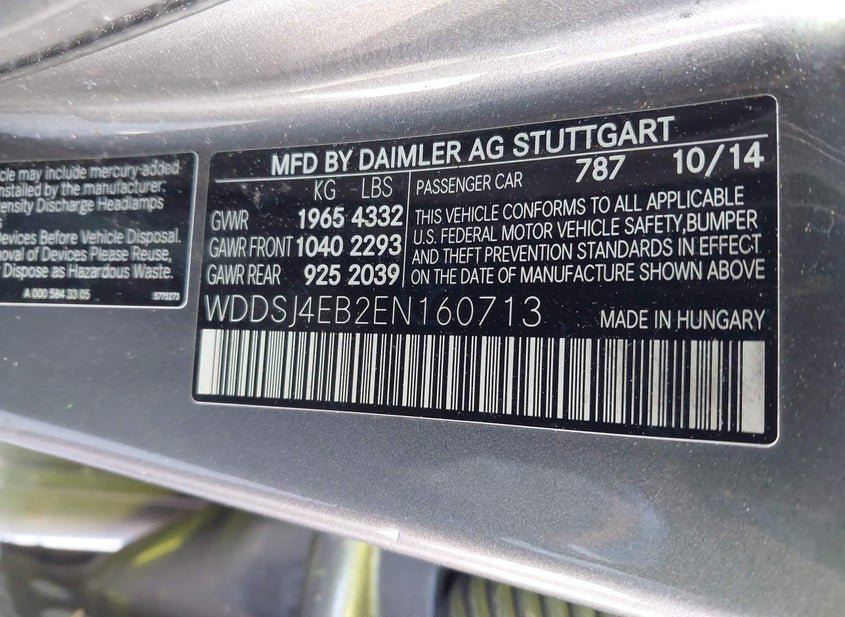 cle may include mercury-added
nstalled by the manufacturer:
ensity Discharge Headlamps
Devices Before Vehicle Disposal.
oval of Devices Please Reuse,
r Dispose as Hazardous Waste.
A 000 584 33 05 5775273
MFD BY DAIMLER AG STUTTGART
KG LBS PASSENGER CAR 787 10/14
GVWR 1965 4332
GAWR FRONT 1040 2293
GAWR REAR 925 2039
THIS VEHICLE CONFORMS TO ALL APPLICABLE
U.S. FEDERAL MOTOR VEHICLE SAFETY,BUMPER
AND THEFT PREVENTION STANDARDS IN EFFECT
ON THE DATE OF MANUFACTURE SHOWN ABOVE
WDDSJ4EB2EN160713 MADE IN HUNGARY